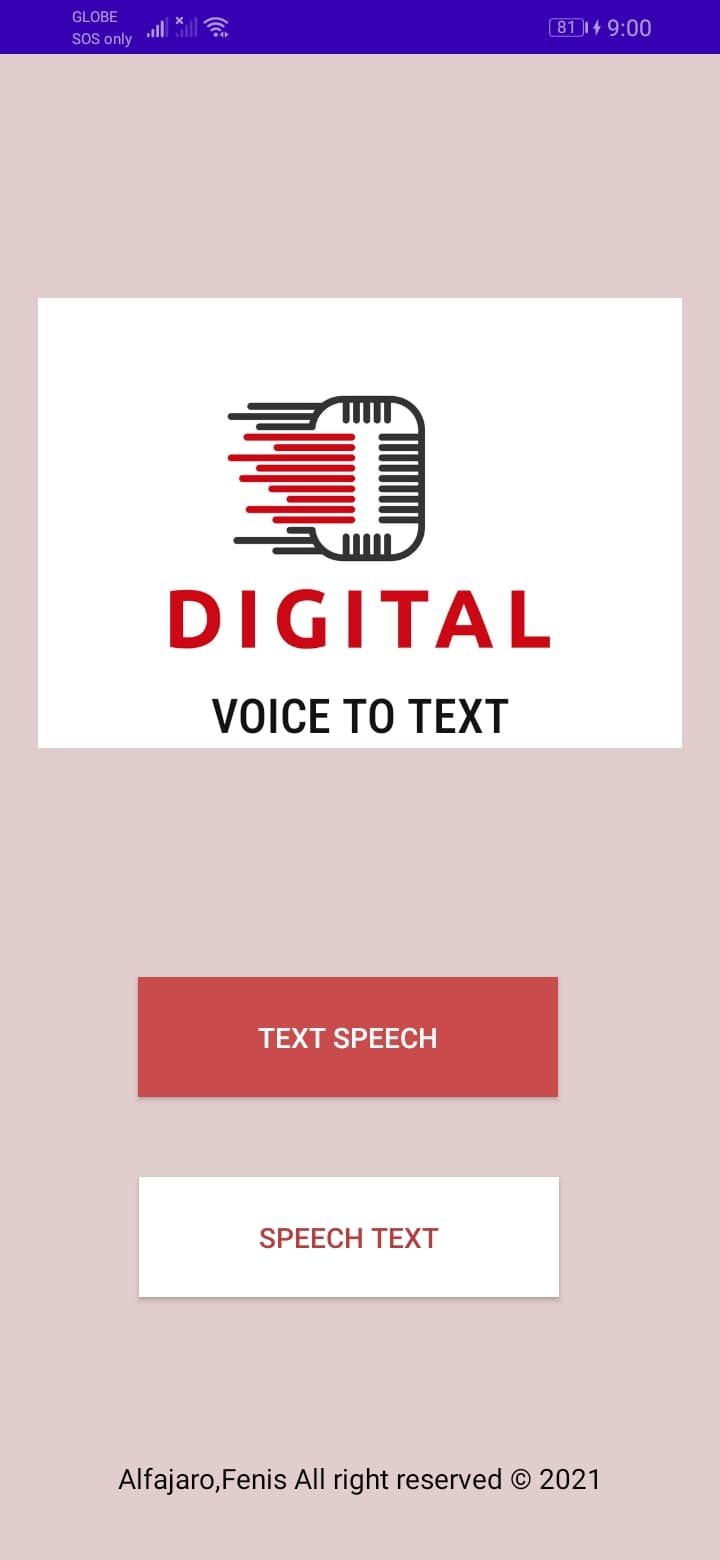 GLOBE
SOS only
81 9:00
DIGITAL
VOICE TO TEXT
TEXT SPEECH
SPEECH TEXT
Alfajaro,Fenis All right reserved © 2021